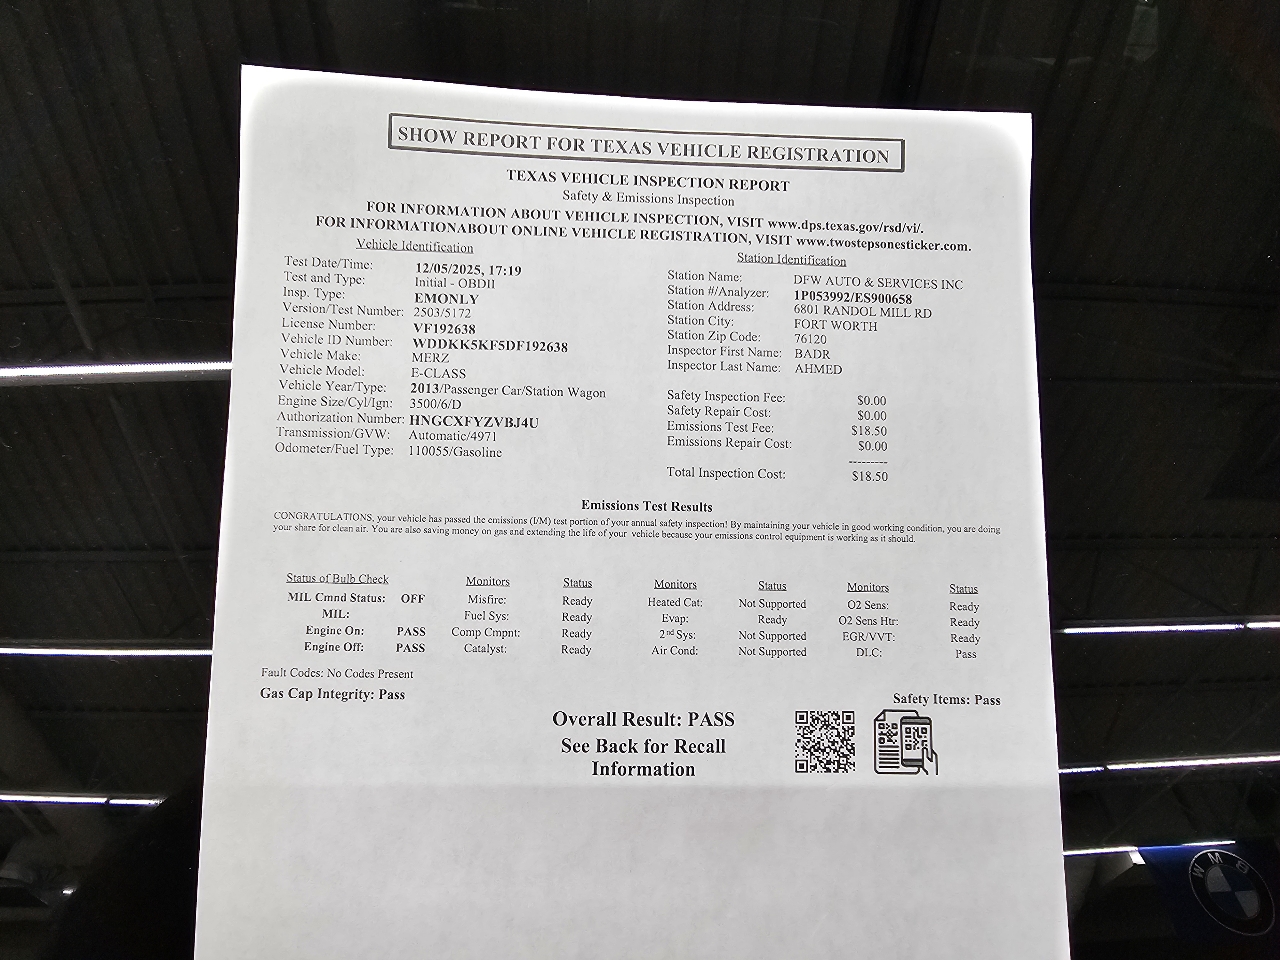 SHOW REPORT FOR TEXAS VEHICLE REGISTRATION
TEXAS VEHICLE INSPECTION REPORT
Safety & Emissions Inspection
FOR INFORMATION ABOUT VEHICLE INSPECTION, VISIT www.dps.texas.gov/rsd/vi/.
FOR INFORMATIONABOUT ONLINE VEHICLE REGISTRATION, VISIT www.twostepsonesticker.com.
Vehicle Identification
Test Date/Time: 12/05/2025, 17:19
Test and Type: Initial - OBDII
Insp. Type: EMONLY
Version/Test Number: 2503/5172
License Number: VF192638
Vehicle ID Number: WDDKK5KF5DF192638
Vehicle Make: MERZ
Vehicle Model: E-CLASS
Vehicle Year/Type: 2013/Passenger Car/Station Wagon
Engine Size/Cyl/Ign: 3500/6/D
Authorization Number: HNGCXFYZVBJ4U
Transmission/GVW: Automatic/4971
Odometer/Fuel Type: 110055/Gasoline
Station Identification
Station Name: DFW AUTO & SERVICES INC
Station #/Analyzer: 1P053992/ES900658
Station Address: 6801 RANDOL MILL RD
Station City: FORT WORTH
Station Zip Code: 76120
Inspector First Name: BADR
Inspector Last Name: AHMED
Safety Inspection Fee: $0.00
Safety Repair Cost: $0.00
Emissions Test Fee: $18.50
Emissions Repair Cost: $0.00
---------
Total Inspection Cost: $18.50
Emissions Test Results
CONGRATULATIONS, your vehicle has passed the emissions (I/M) test portion of your annual safety inspection! By maintaining your vehicle in good working condition, you are doing
your share for clean air. You are also saving money on gas and extending the life of your vehicle because your emissions control equipment is working as it should.
Status of Bulb Check Monitors Status Monitors Status Monitors Status
MIL Cmnd Status: OFF Misfire: Ready Heated Cat: Not Supported O2 Sens: Ready
MIL: Fuel Sys: Ready Evap: Ready O2 Sens Htr: Ready
Engine On: PASS Comp Cmpnt: Ready 2nd Sys: Not Supported EGR/VVT: Ready
Engine Off: PASS Catalyst: Ready Air Cond: Not Supported DLC: Pass
Fault Codes: No Codes Present
Gas Cap Integrity: Pass Safety Items: Pass
Overall Result: PASS
See Back for Recall
Information
BMW